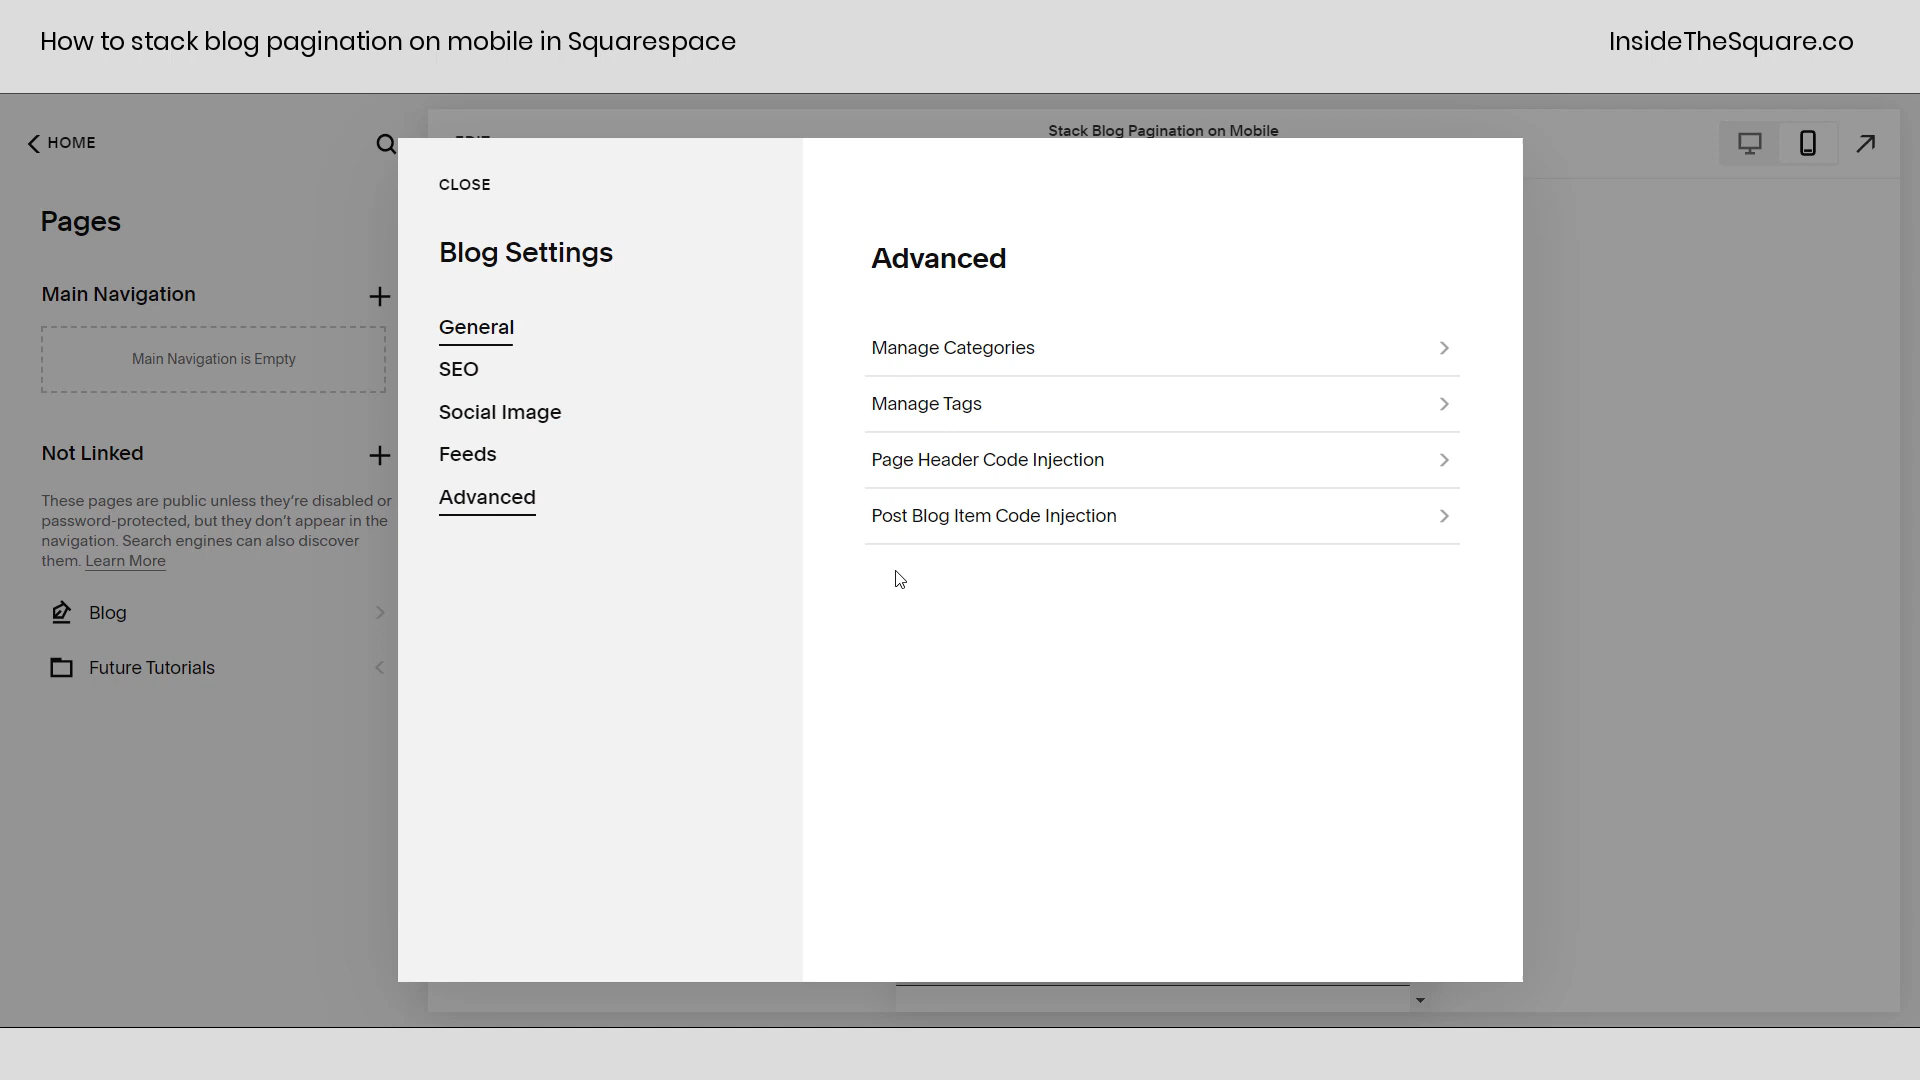 How to stack blog pagination on mobile in Squarespace
InsideTheSquare.co
HOME
Pages
Main Navigation
Main Navigation is Empty
Not Linked
These pages are public unless they're disabled or
password-protected, but they don't appear in the
navigation. Search engines can also discover
them. Learn More
Blog
Future Tutorials
Stack Blog Pagination on Mobile
CLOSE
Blog Settings
General
SEO
Social Image
Feeds
Advanced
Advanced
Manage Categories
Manage Tags
Page Header Code Injection
Post Blog Item Code Injection